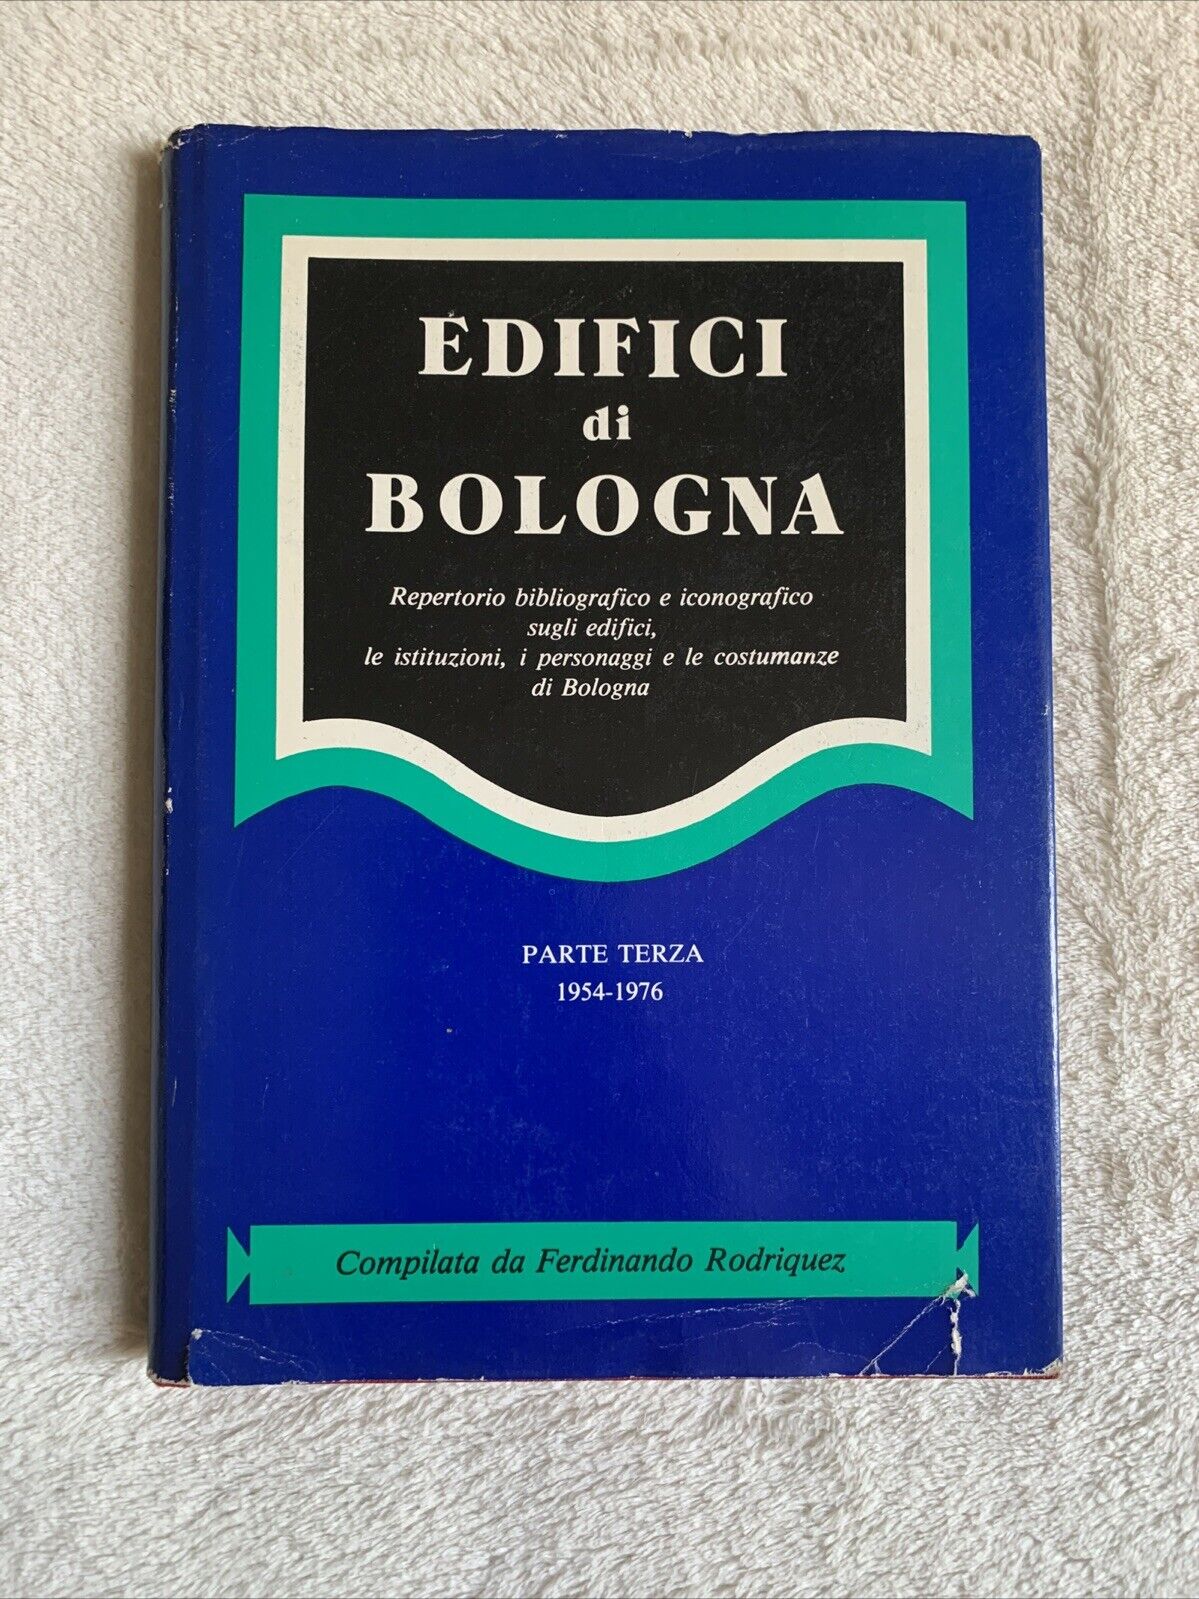 EDIFICI
di
BOLOGNA
Repertorio bibliografico e iconografico
sugli edifici,
le istituzioni, i personaggi e le costumanze
di Bologna
PARTE TERZA
1954-1976
Compilata da Ferdinando Rodriquez